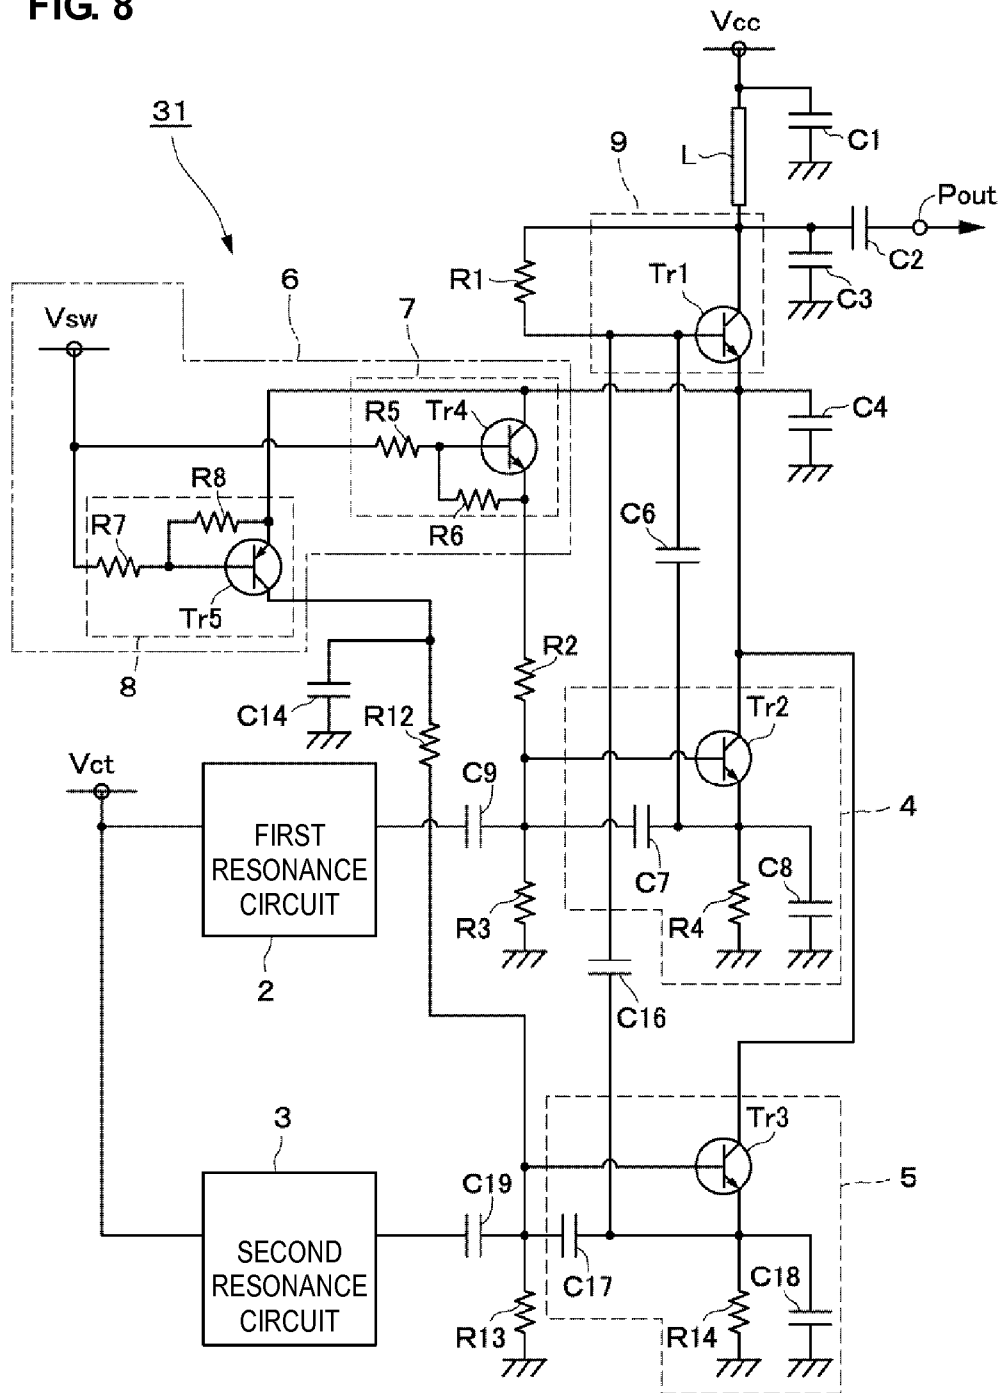 FIG. 8
Vcc
31
C1
L
9
Pout
C2
R1
Tr1
C3
6
Vsw
7
C4
R5
Tr4
R8
R7
R6
C6
Tr5
8
R2
C14
R12
Tr2
Vct
C9
4
FIRST
RESONANCE
CIRCUIT
C7
C8
R3
R4
2
C16
3
Tr3
C19
5
SECOND
RESONANCE
CIRCUIT
C17
C18
R13
R14